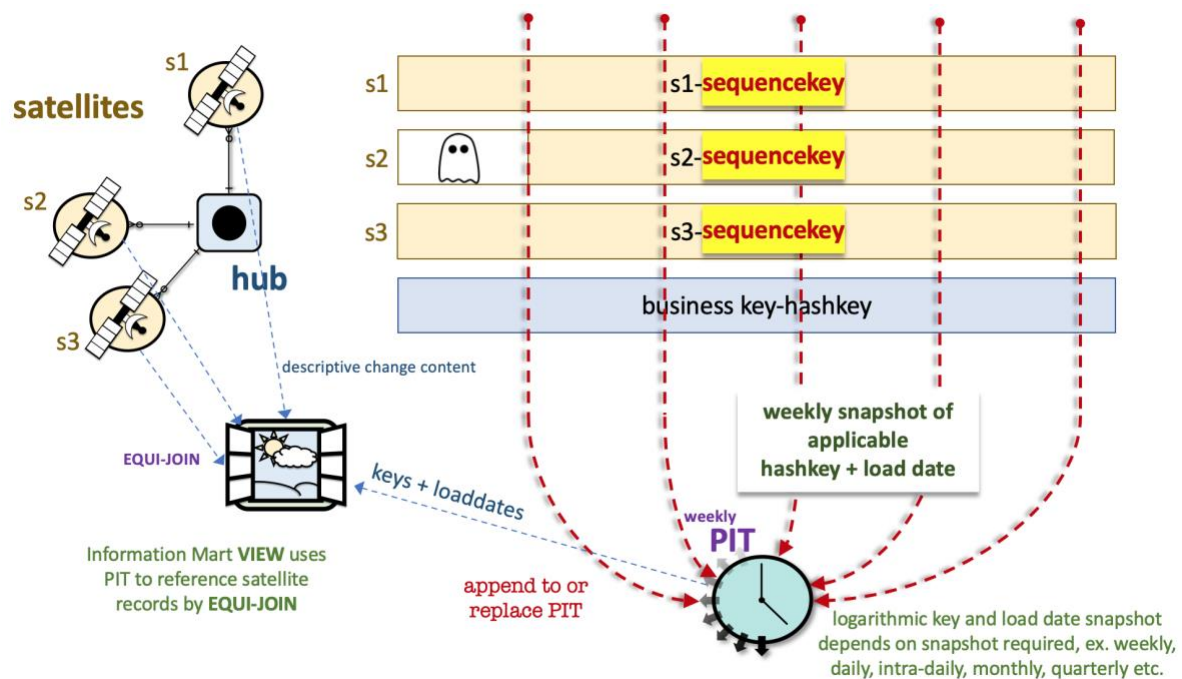 s1
satellites
s2
s3
hub
s1
s1-sequencekey
s2
s2-sequencekey
s3
s3-sequencekey
business key-hashkey
descriptive change content
EQUI-JOIN
keys + loaddates
weekly snapshot of
applicable
hashkey + load date
weekly
PIT
Information Mart VIEW uses
PIT to reference satellite
records by EQUI-JOIN
append to or
replace PIT
logarithmic key and load date snapshot
depends on snapshot required, ex. weekly,
daily, intra-daily, monthly, quarterly etc.